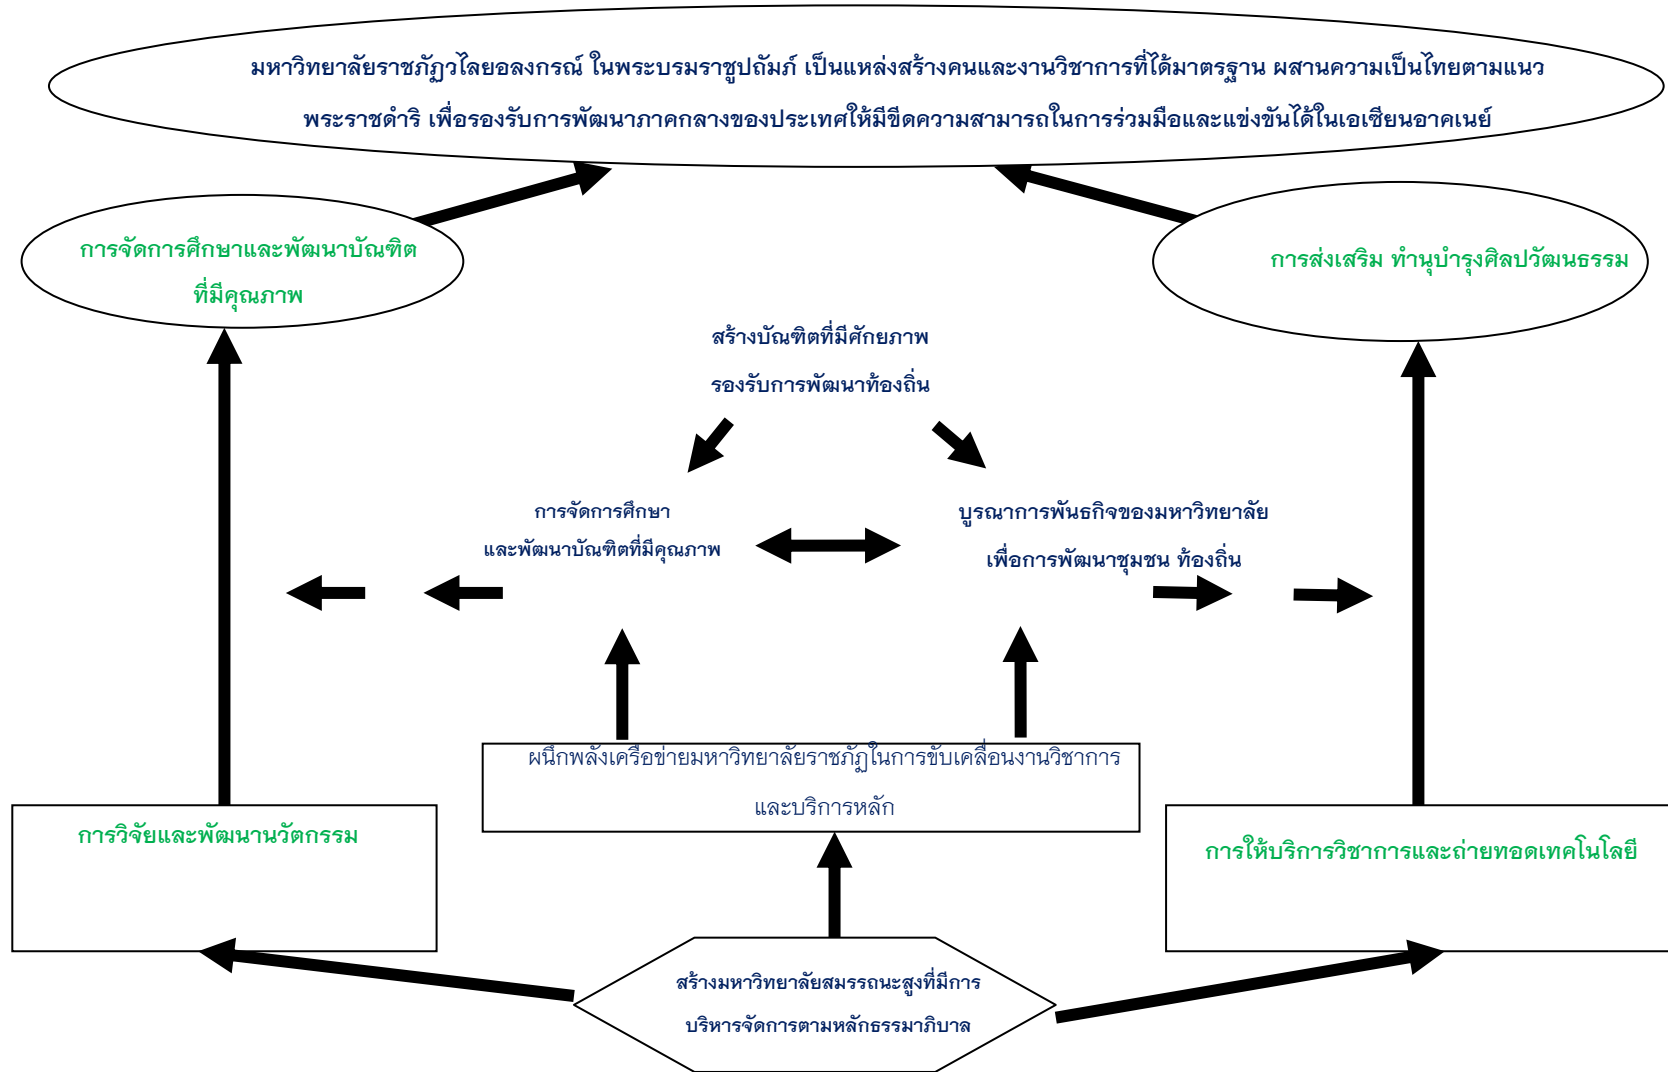 มหาวิทยาลัยราชภัฏวไลยอลงกรณ์ ในพระบรมราชูปถัมภ์ เป็นแหล่งสร้างคนและงานวิชาการที่ได้มาตรฐาน ผสานความเป็นไทยตามแนว
พระราชดำริ เพื่อรองรับการพัฒนาภาคกลางของประเทศให้มีขีดความสามารถในการร่วมมือและแข่งขันได้ในเอเซียนอาคเนย์
การจัดการศึกษาและพัฒนาบัณฑิต
ที่มีคุณภาพ
การส่งเสริม ทำนุบำรุงศิลปวัฒนธรรม
สร้างบัณฑิตที่มีศักยภาพ
รองรับการพัฒนาท้องถิ่น
การจัดการศึกษา
และพัฒนาบัณฑิตที่มีคุณภาพ
บูรณาการพันธกิจของมหาวิทยาลัย
เพื่อการพัฒนาชุมชน ท้องถิ่น
ผนึกพลังเครือข่ายมหาวิทยาลัยราชภัฏในการขับเคลื่อนงานวิชาการ
และบริการหลัก
การวิจัยและพัฒนานวัตกรรม
การให้บริการวิชาการและถ่ายทอดเทคโนโลยี
สร้างมหาวิทยาลัยสมรรถนะสูงที่มีการ
บริหารจัดการตามหลักธรรมาภิบาล